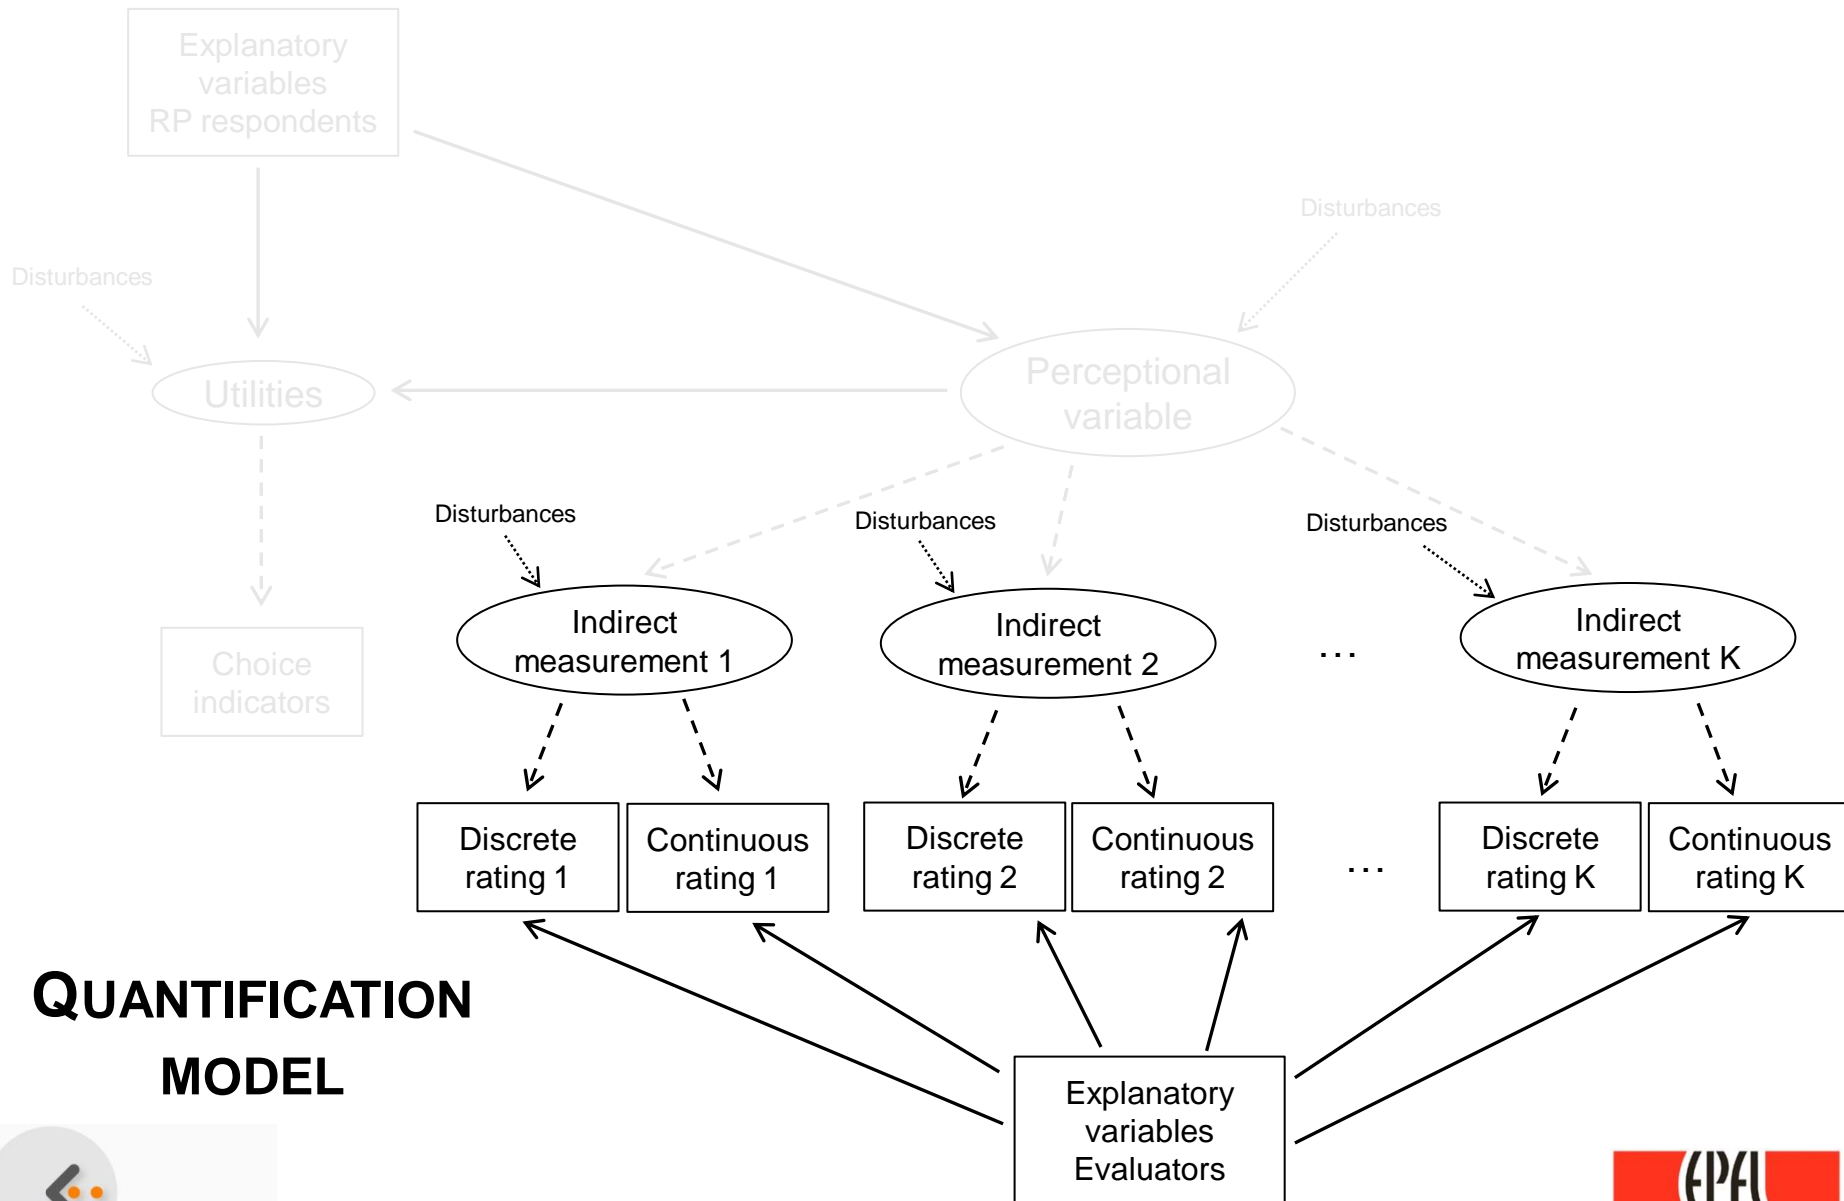 Explanatory
variables
RP respondents
Disturbances
Disturbances
Utilities
Perceptional
variable
Disturbances
Disturbances
Disturbances
Indirect
measurement 1
Indirect
measurement 2
...
Indirect
measurement K
Choice
indicators
Discrete
rating 1
Continuous
rating 1
Discrete
rating 2
Continuous
rating 2
...
Discrete
rating K
Continuous
rating K
QUANTIFICATION
MODEL
Explanatory
variables
Evaluators
EPFL